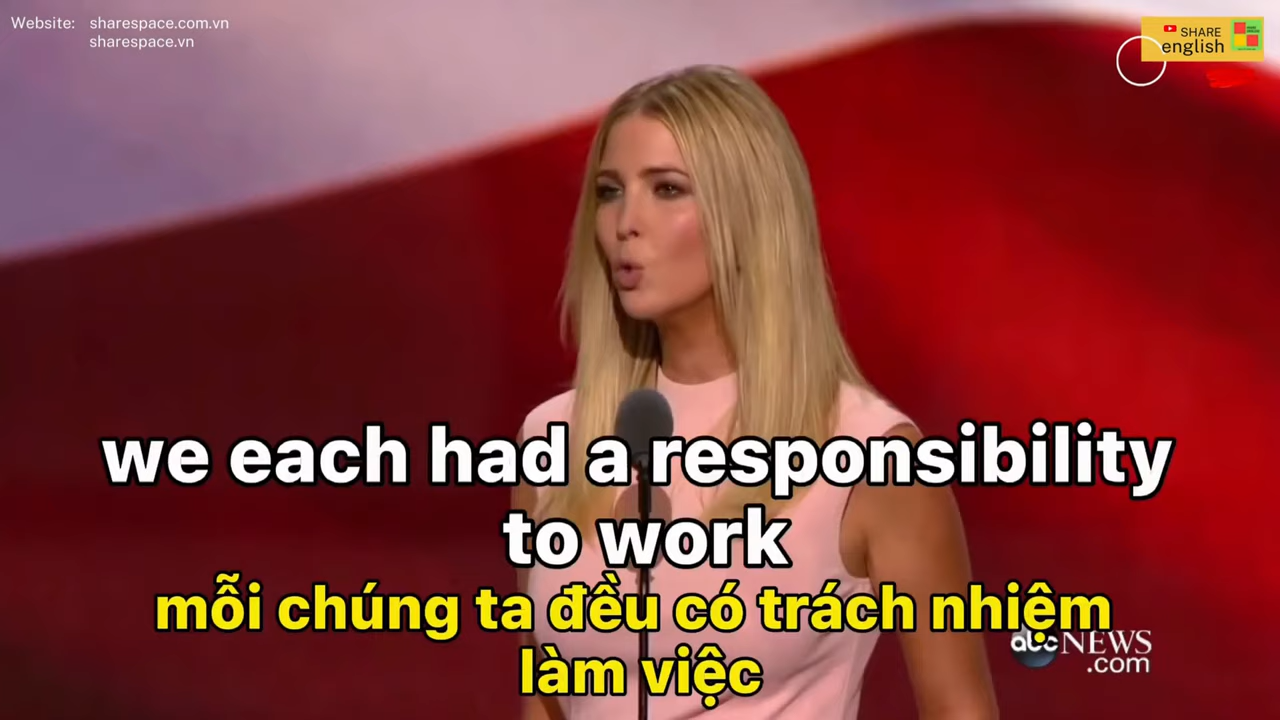 Website: sharespace.com.vn
sharespace.vn
SHARE
english
we each had a responsibility
to work
mỗi chúng ta đều có trách nhiệm
làm việc
abc NEWS
.com